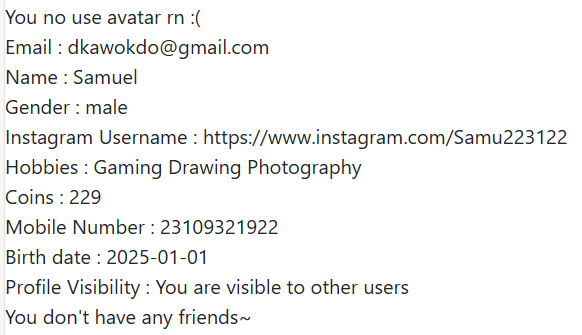 You no use avatar rn :(
Email : dkawokdo@gmail.com
Name : Samuel
Gender : male
Instagram Username : https://www.instagram.com/Samu223122
Hobbies : Gaming Drawing Photography
Coins : 229
Mobile Number : 23109321922
Birth date : 2025-01-01
Profile Visibility : You are visible to other users
You don't have any friends~